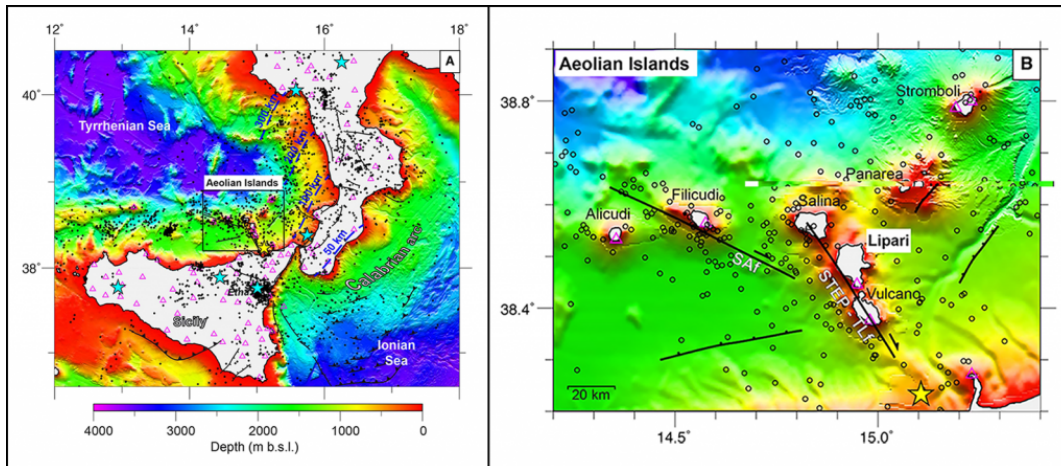 12°
14°
16°
18°
A
40°
Tyrrhenian Sea
Aeolian Islands
50 km
38°
Calabrian arc
Etna
Sicily
Ionian
Sea
4000
3000
2000
1000
0
Depth (m b.s.l.)
Aeolian Islands
B
Stromboli
38.8°
Panarea
Filicudi
Salina
Alicudi
Lipari
SAf
STEP-TLf
Vulcano
38.4°
20 km
14.5°
15.0°